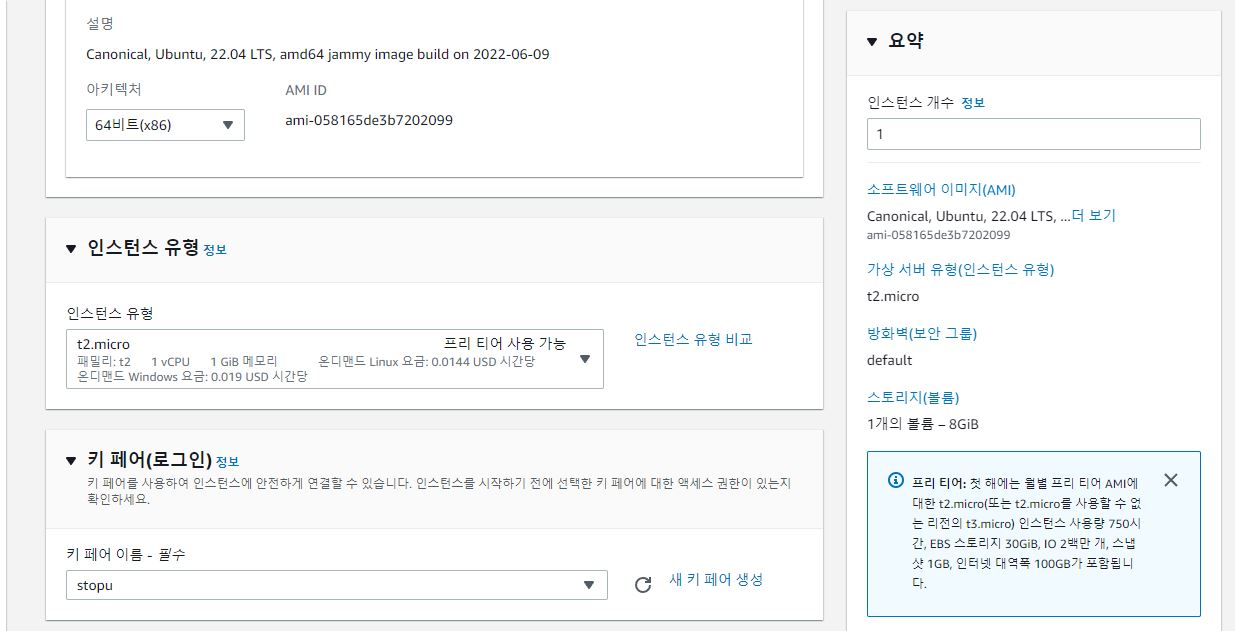 설명
Canonical, Ubuntu, 22.04 LTS, amd64 jammy image build on 2022-06-09
아키텍처
AMI ID
64비트(x86)
ami-058165de3b7202099
인스턴스 유형 정보
인스턴스 유형
t2.micro
프리 티어 사용 가능
패밀리: t2 1 vCPU 1 GiB 메모리 온디맨드 Linux 요금: 0.0144 USD 시간당
온디맨드 Windows 요금: 0.019 USD 시간당
인스턴스 유형 비교
키 페어(로그인) 정보
키 페어를 사용하여 인스턴스에 안전하게 연결할 수 있습니다. 인스턴스를 시작하기 전에 선택한 키 페어에 대한 액세스 권한이 있는지
확인하세요.
키 페어 이름 - 필수
stopu
새 키 페어 생성
요약
인스턴스 개수 정보
1
소프트웨어 이미지(AMI)
Canonical, Ubuntu, 22.04 LTS, ...더 보기
ami-058165de3b7202099
가상 서버 유형(인스턴스 유형)
t2.micro
방화벽(보안 그룹)
default
스토리지(볼륨)
1개의 볼륨 – 8GiB
프리 티어: 첫 해에는 월별 프리 티어 AMI에
대한 t2.micro(또는 t2.micro를 사용할 수 없
는 리전의 t3.micro) 인스턴스 사용량 750시
간, EBS 스토리지 30GiB, IO 2백만 개, 스냅
샷 1GB, 인터넷 대역폭 100GB가 포함됩니
다.